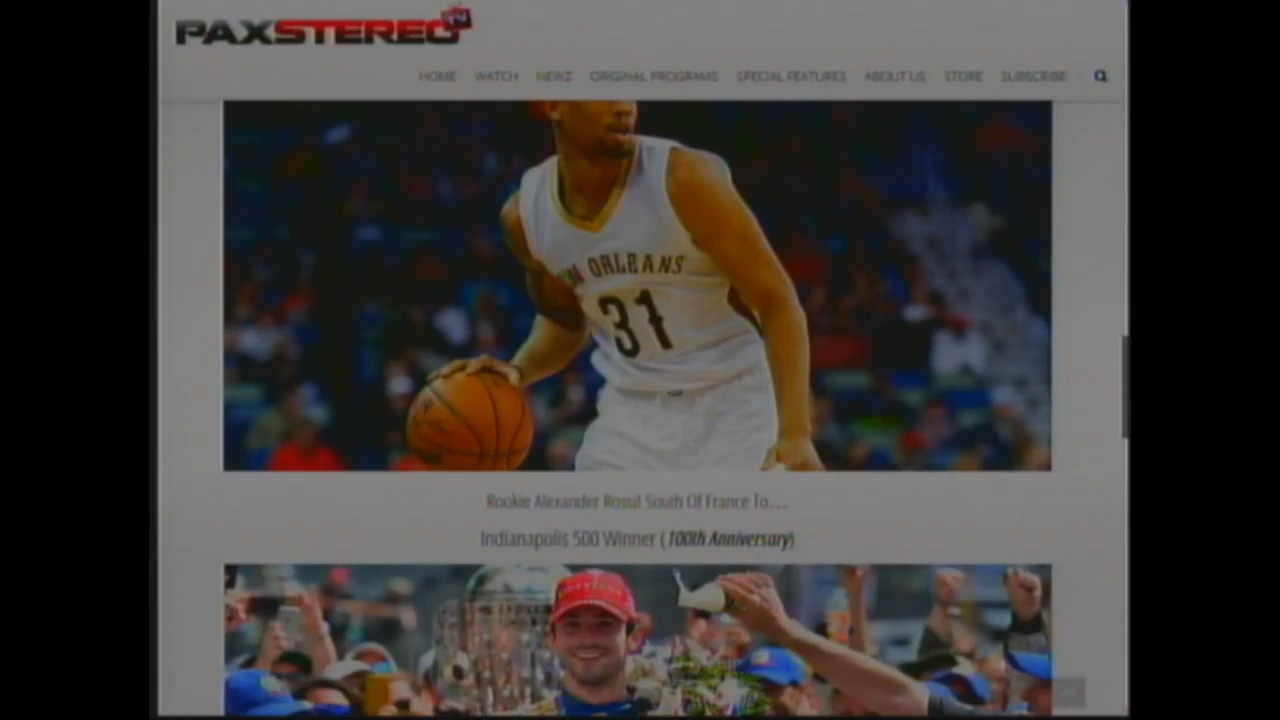 PAXSTEREO TV
HOME WATCH NEWZ ORIGINAL PROGRAMS SPECIAL FEATURES ABOUT US STORE SUBSCRIBE
NEW ORLEANS
31
Rookie Alexander Rossi! South Of France To...
Indianapolis 500 Winner (100th Anniversary)